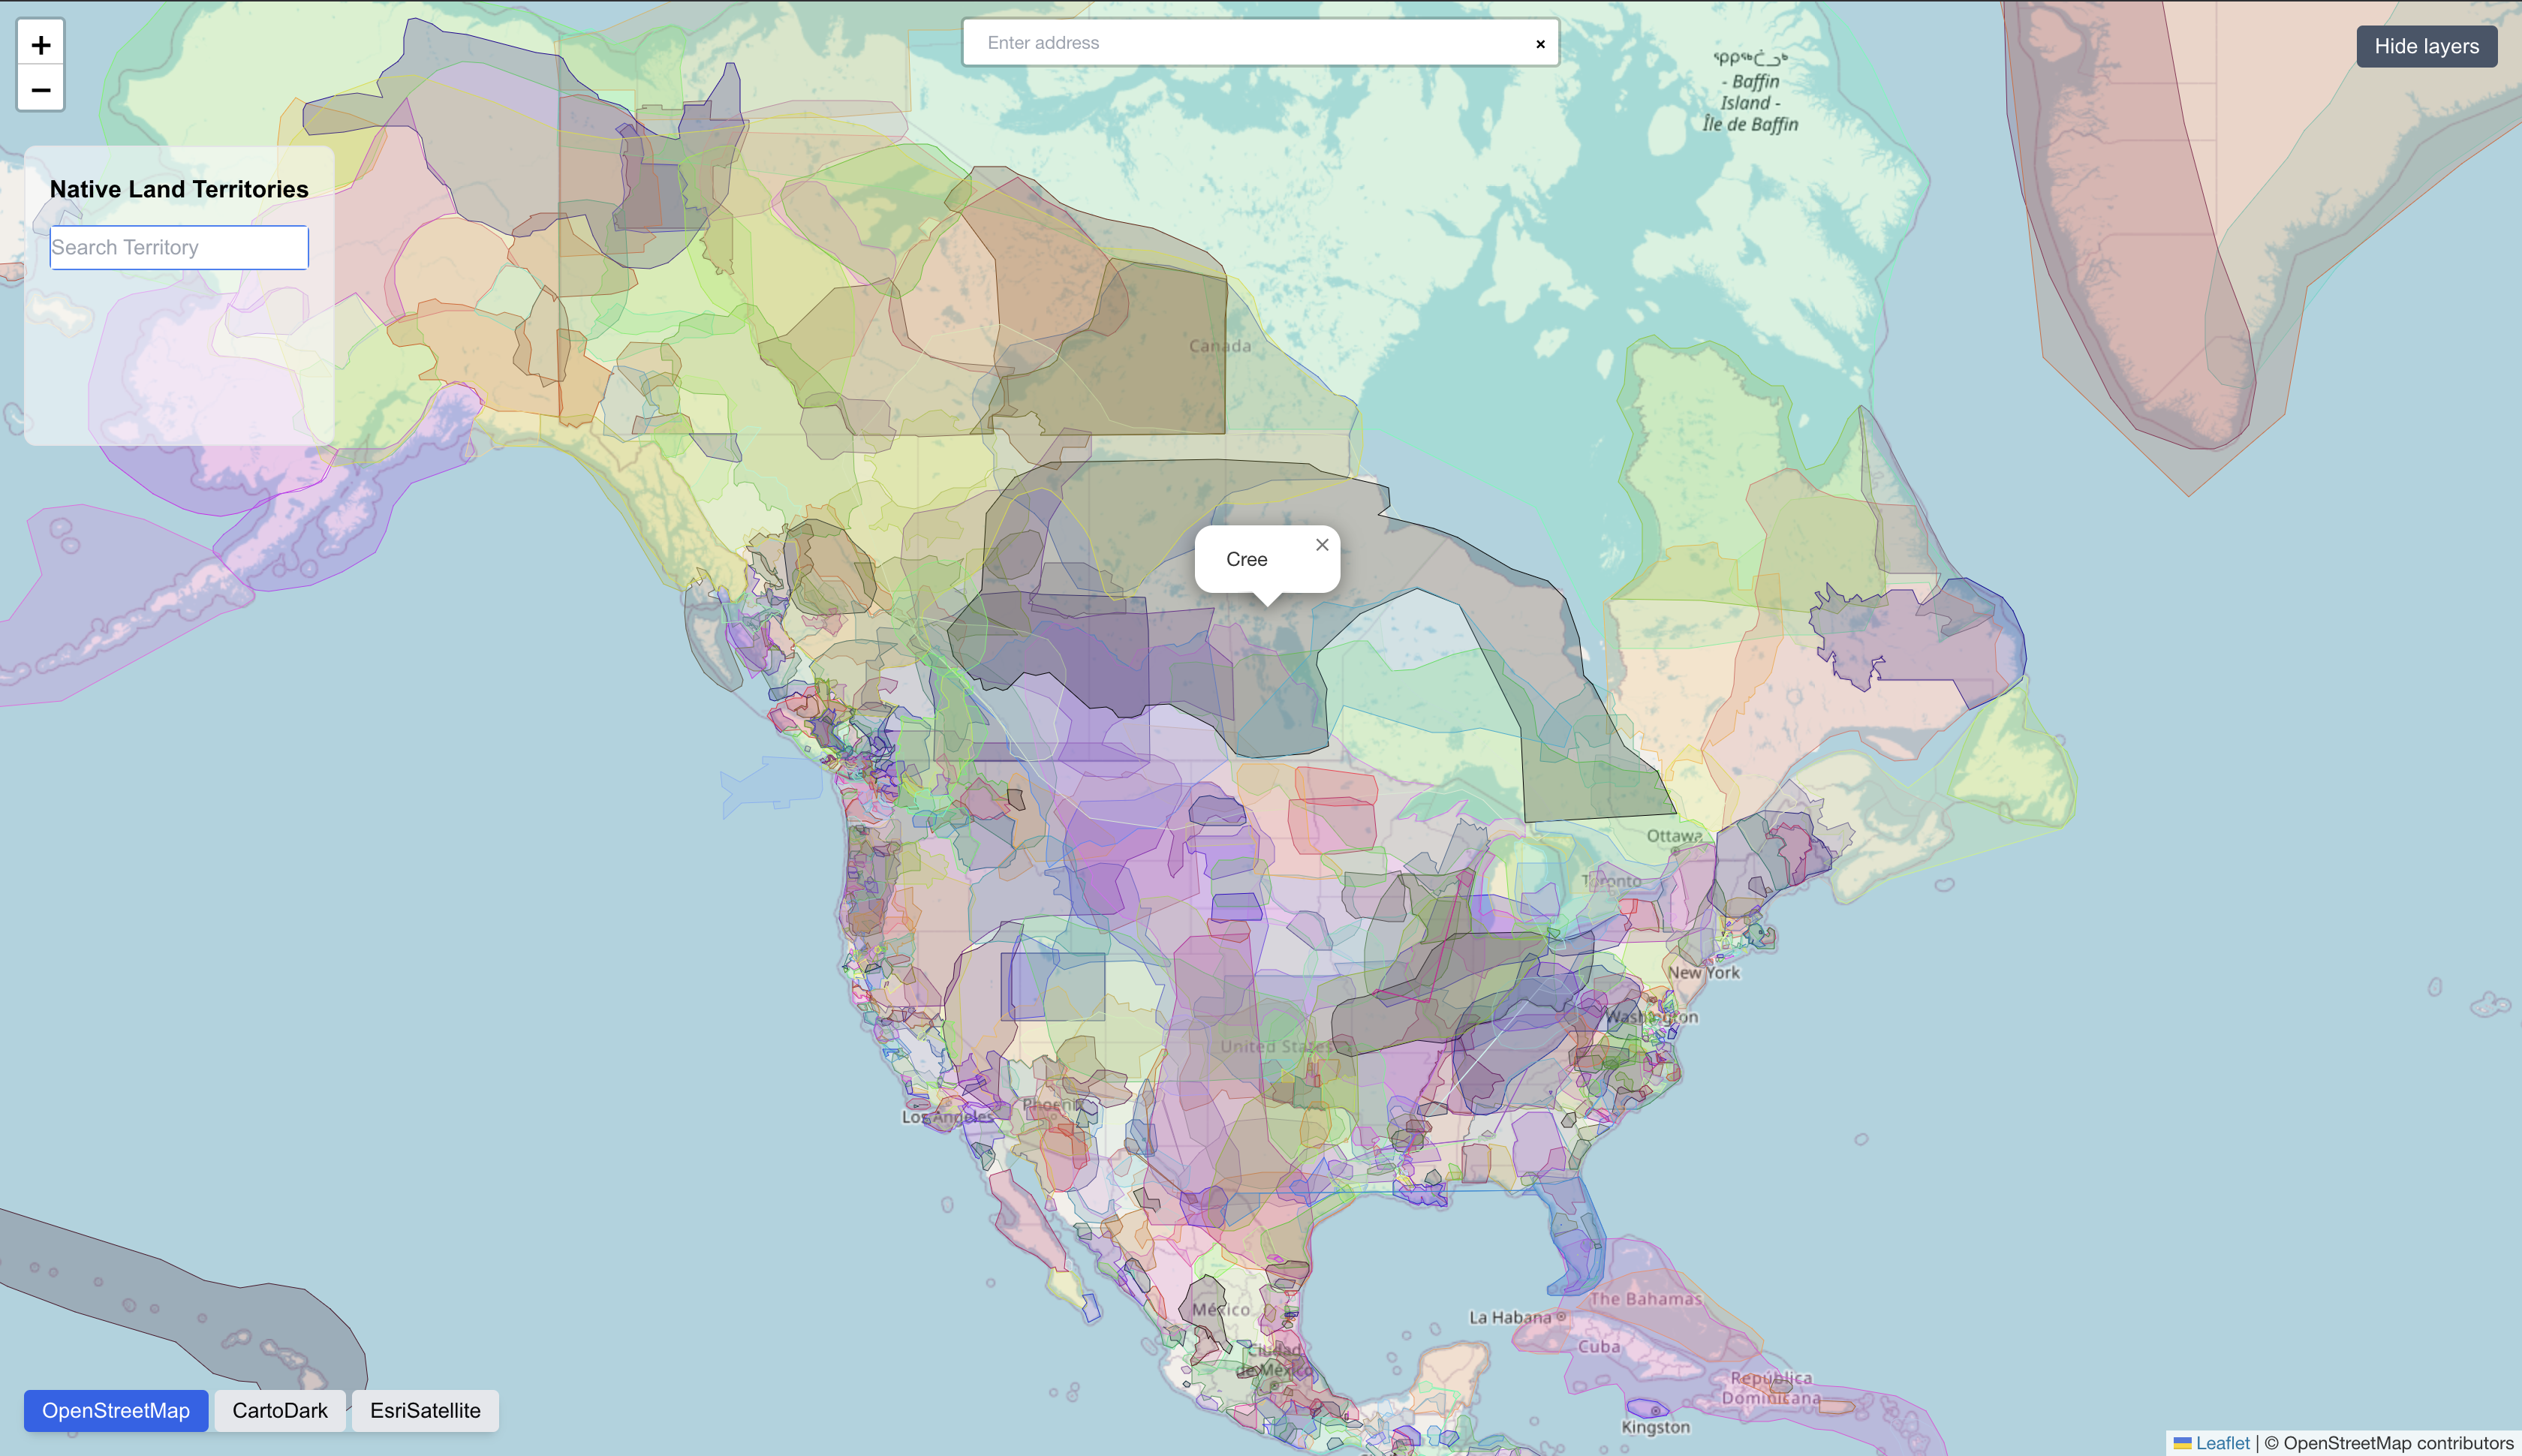 +
−
Enter address
×
Hide layers
ᕿᑭᖅᑖᓗᒃ
- Baffin
Island -
Île de Baffin
Native Land Territories
Search Territory
Canada
Cree
×
Ottawa
Toronto
New York
Washington
United States
Los Angeles
Phoenix
México
Ciudad
de México
La Habana
The Bahamas
Cuba
República
Dominicana
Kingston
OpenStreetMap
CartoDark
EsriSatellite
Leaflet | © OpenStreetMap contributors